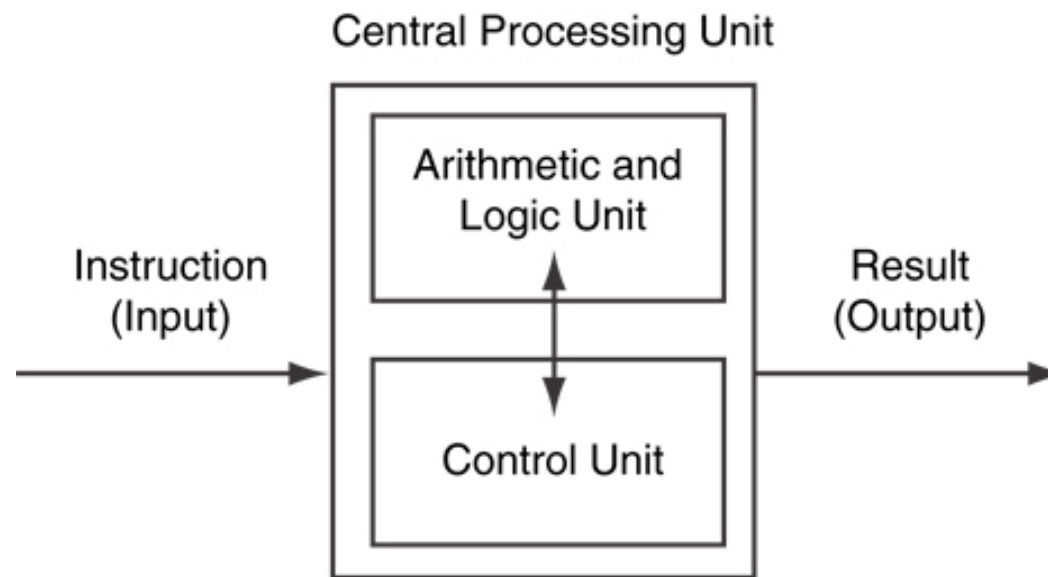 Central Processing Unit
Arithmetic and
Logic Unit
Instruction
(Input)
Result
(Output)
Control Unit